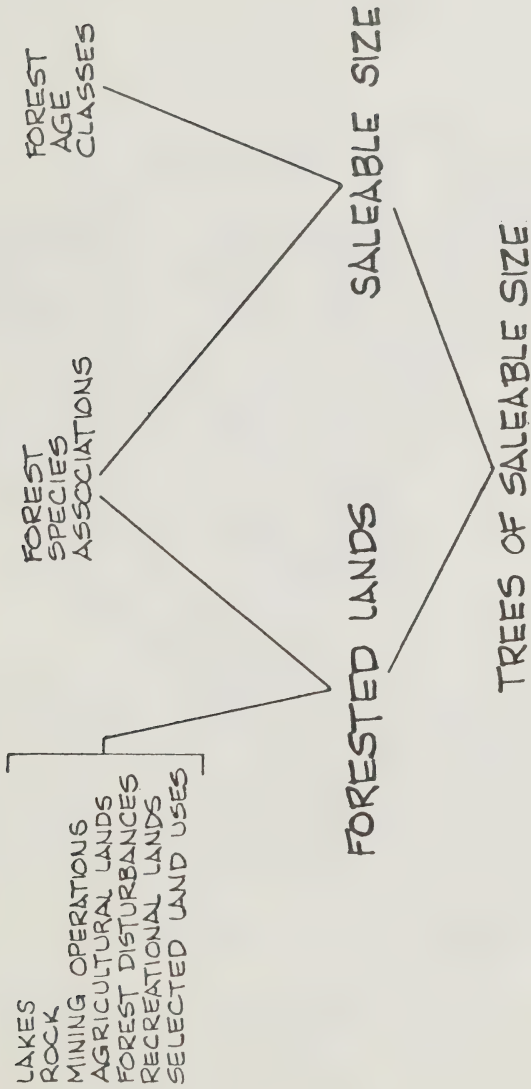 LAKES
ROCK
MINING OPERATIONS
AGRICULTURAL LANDS
FOREST DISTURBANCES
RECREATIONAL LANDS
SELECTED LAND USES
FOREST
SPECIES
ASSOCIATIONS
FOREST
AGE
CLASSES
FORESTED LANDS
SALEABLE SIZE
TREES OF SALEABLE SIZE